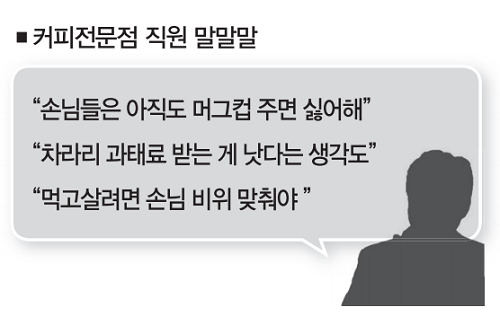 ■ 커피전문점 직원 말말말
“손님들은 아직도 머그컵 주면 싫어해”
“차라리 과태료 받는 게 낫다는 생각도”
“먹고살려면 손님 비위 맞춰야 ”